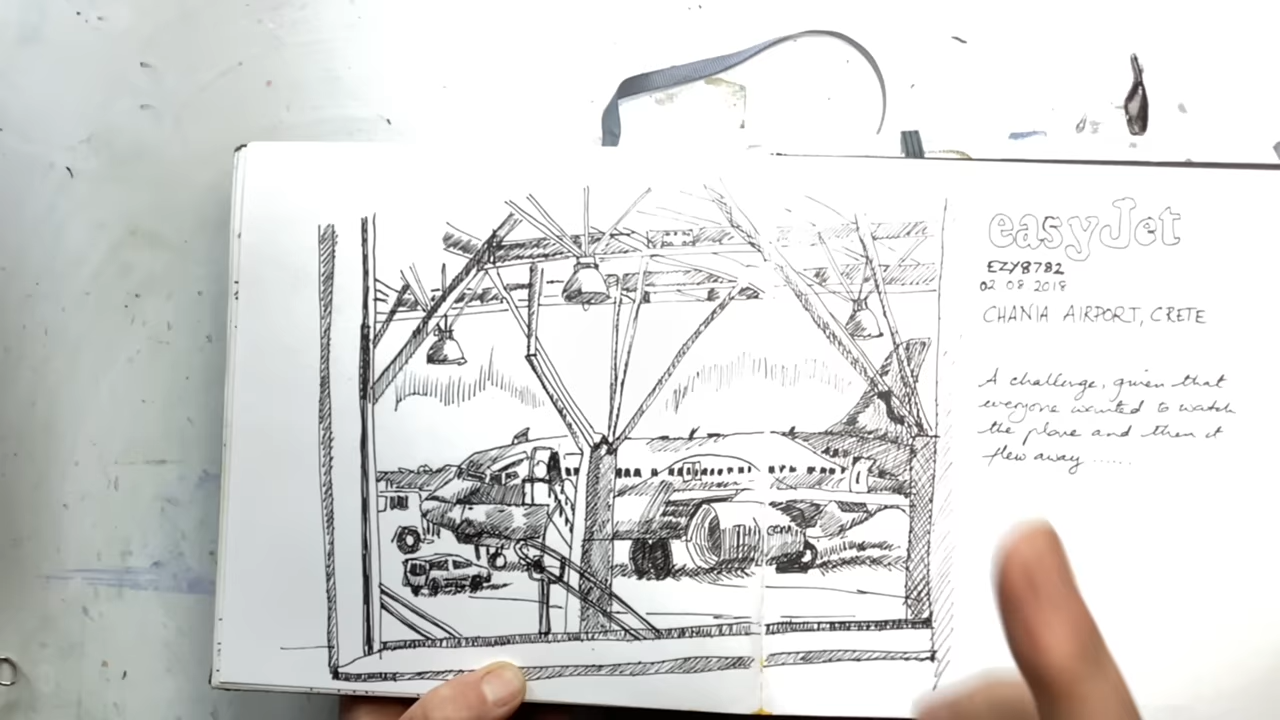 easyJet
EZY8782
02 08 2018
CHANIA AIRPORT, CRETE
A challenge, given that
everyone wanted to watch
the plane and then it
flew away ......